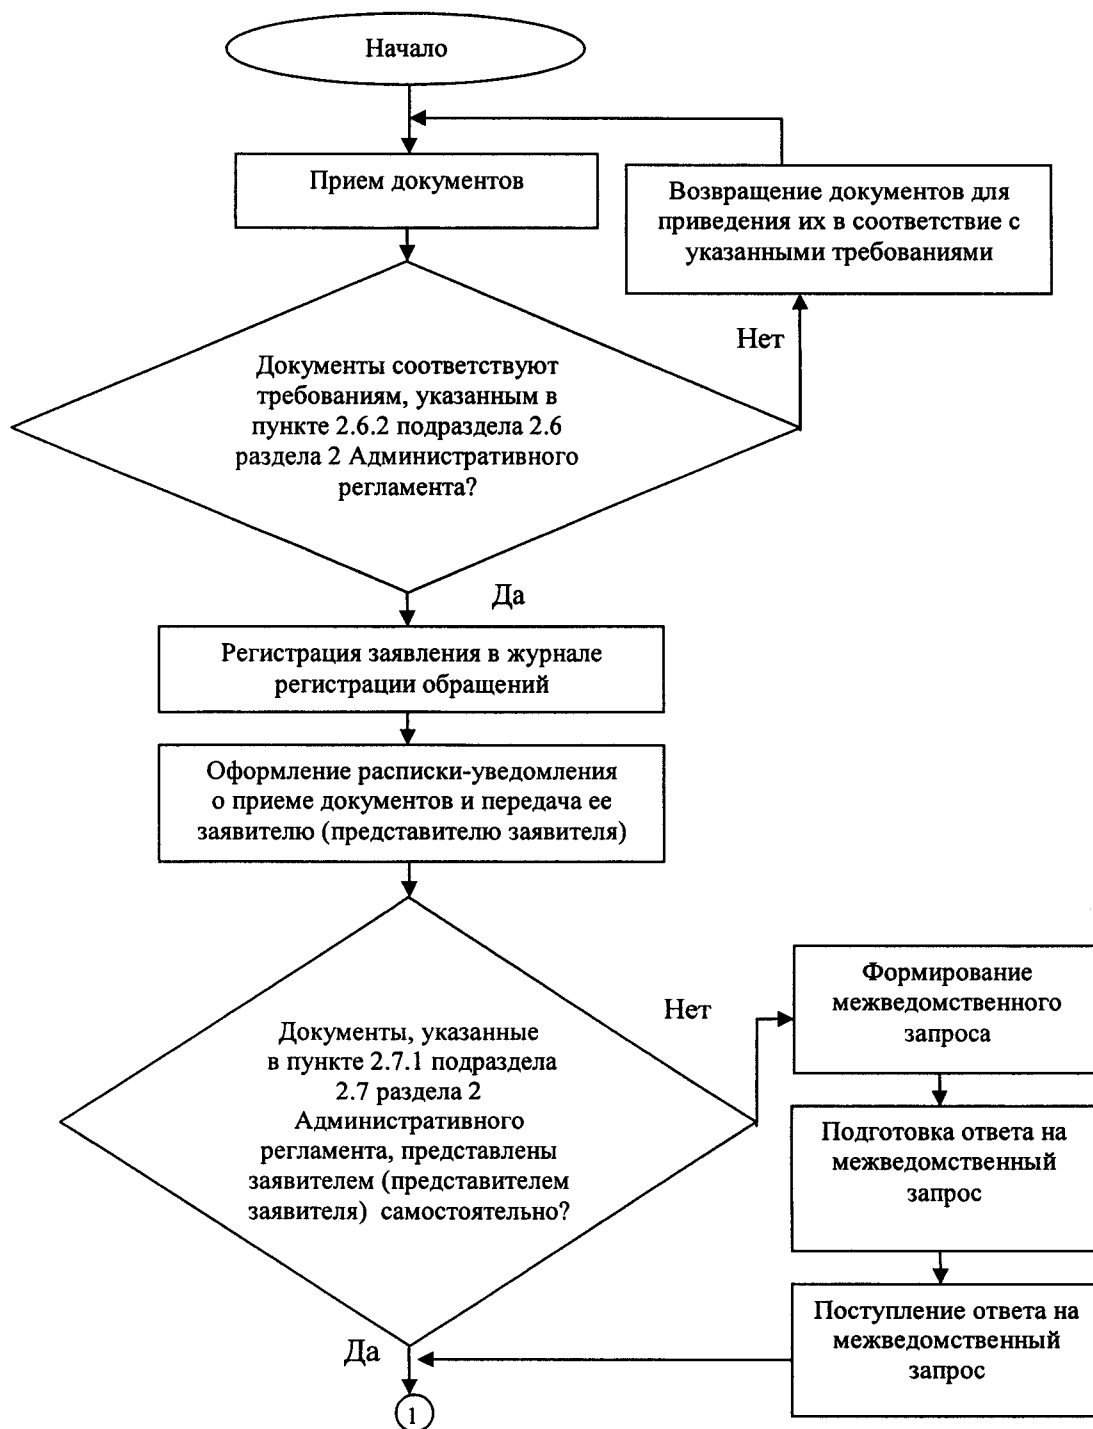 Начало
Прием документов
Возвращение документов для
приведения их в соответствие с
указанными требованиями
Нет
Документы соответствуют
требованиям, указанным в
пункте 2.6.2 подраздела 2.6
раздела 2 Административного
регламента?
Да
Регистрация заявления в журнале
регистрации обращений
Оформление расписки-уведомления
о приеме документов и передача ее
заявителю (представителю заявителя)
Документы, указанные
в пункте 2.7.1 подраздела
2.7 раздела 2
Административного
регламента, представлены
заявителем (представителем
заявителя) самостоятельно?
Нет
Формирование
межведомственного
запроса
Подготовка ответа на
межведомственный
запрос
Поступление ответа на
межведомственный
запрос
Да
1